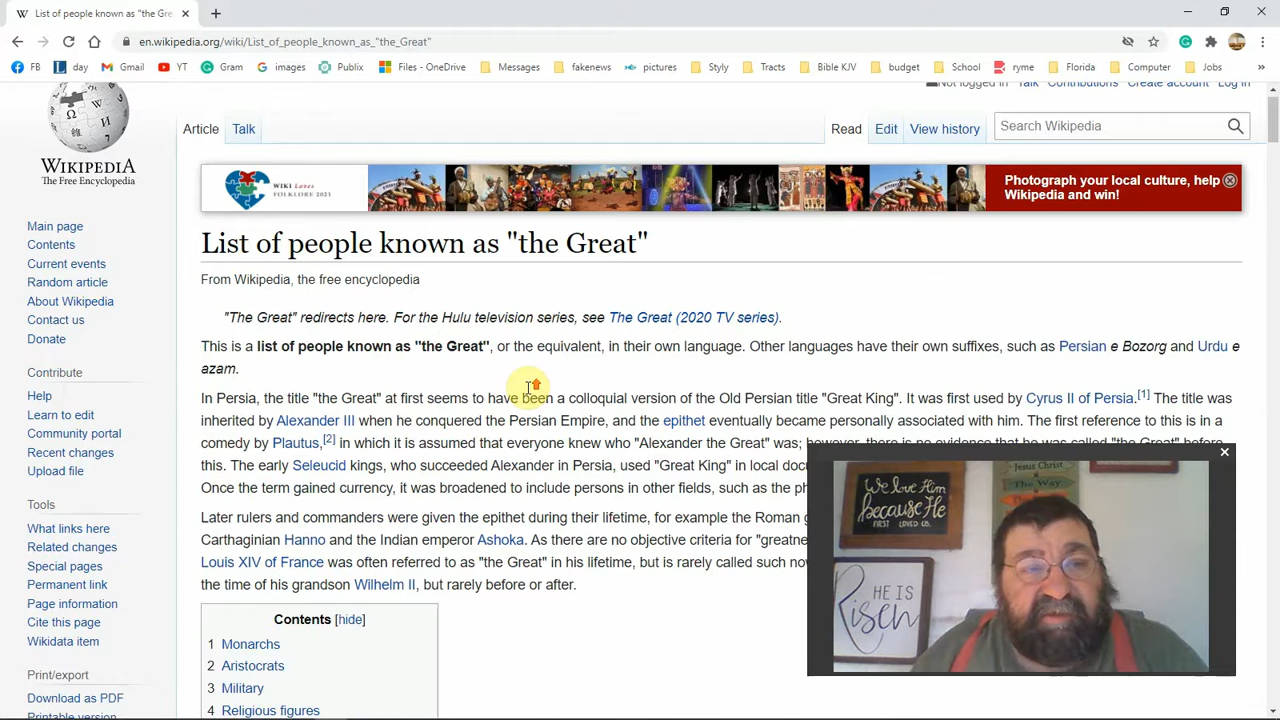 List of people known as "the Gre
en.wikipedia.org/wiki/List_of_people_known_as_"the_Great"
FB
day
Gmail
YT
Gram
images
Publix
Files - OneDrive
Messages
fakenews
pictures
Styly
Tracts
Bible KJV
budget
School
ryme
Florida
Computer
Jobs
»
Not logged in Talk Contributions Create account Log in
WIKIPEDIA
The Free Encyclopedia
Article Talk
Read Edit View history
Search Wikipedia
WIKI Loves
FOLKLORE 2021
Photograph your local culture, help
Wikipedia and win!
Main page
Contents
Current events
Random article
About Wikipedia
Contact us
Donate
Contribute
Help
Learn to edit
Community portal
Recent changes
Upload file
Tools
What links here
Related changes
Special pages
Permanent link
Page information
Cite this page
Wikidata item
Print/export
Download as PDF
Printable version
List of people known as "the Great"
From Wikipedia, the free encyclopedia
"The Great" redirects here. For the Hulu television series, see The Great (2020 TV series).
This is a list of people known as "the Great", or the equivalent, in their own language. Other languages have their own suffixes, such as Persian e Bozorg and Urdu e
azam.
In Persia, the title "the Great" at first seems to have been a colloquial version of the Old Persian title "Great King". It was first used by Cyrus II of Persia.[1] The title was
inherited by Alexander III when he conquered the Persian Empire, and the epithet eventually became personally associated with him. The first reference to this is in a
comedy by Plautus,[2] in which it is assumed that everyone knew who "Alexander the Great" was; however, there is no evidence that he was called "the Great" before
this. The early Seleucid kings, who succeeded Alexander in Persia, used "Great King" in local doc
Once the term gained currency, it was broadened to include persons in other fields, such as the ph
Later rulers and commanders were given the epithet during their lifetime, for example the Roman g
Carthaginian Hanno and the Indian emperor Ashoka. As there are no objective criteria for "greatne
Louis XIV of France was often referred to as "the Great" in his lifetime, but is rarely called such now
the time of his grandson Wilhelm II, but rarely before or after.
Contents [hide]
1 Monarchs
2 Aristocrats
3 Military
4 Religious figures
We love Him
because He
FIRST LOVED US.
Jesus Christ
The Way
HE IS
Risen